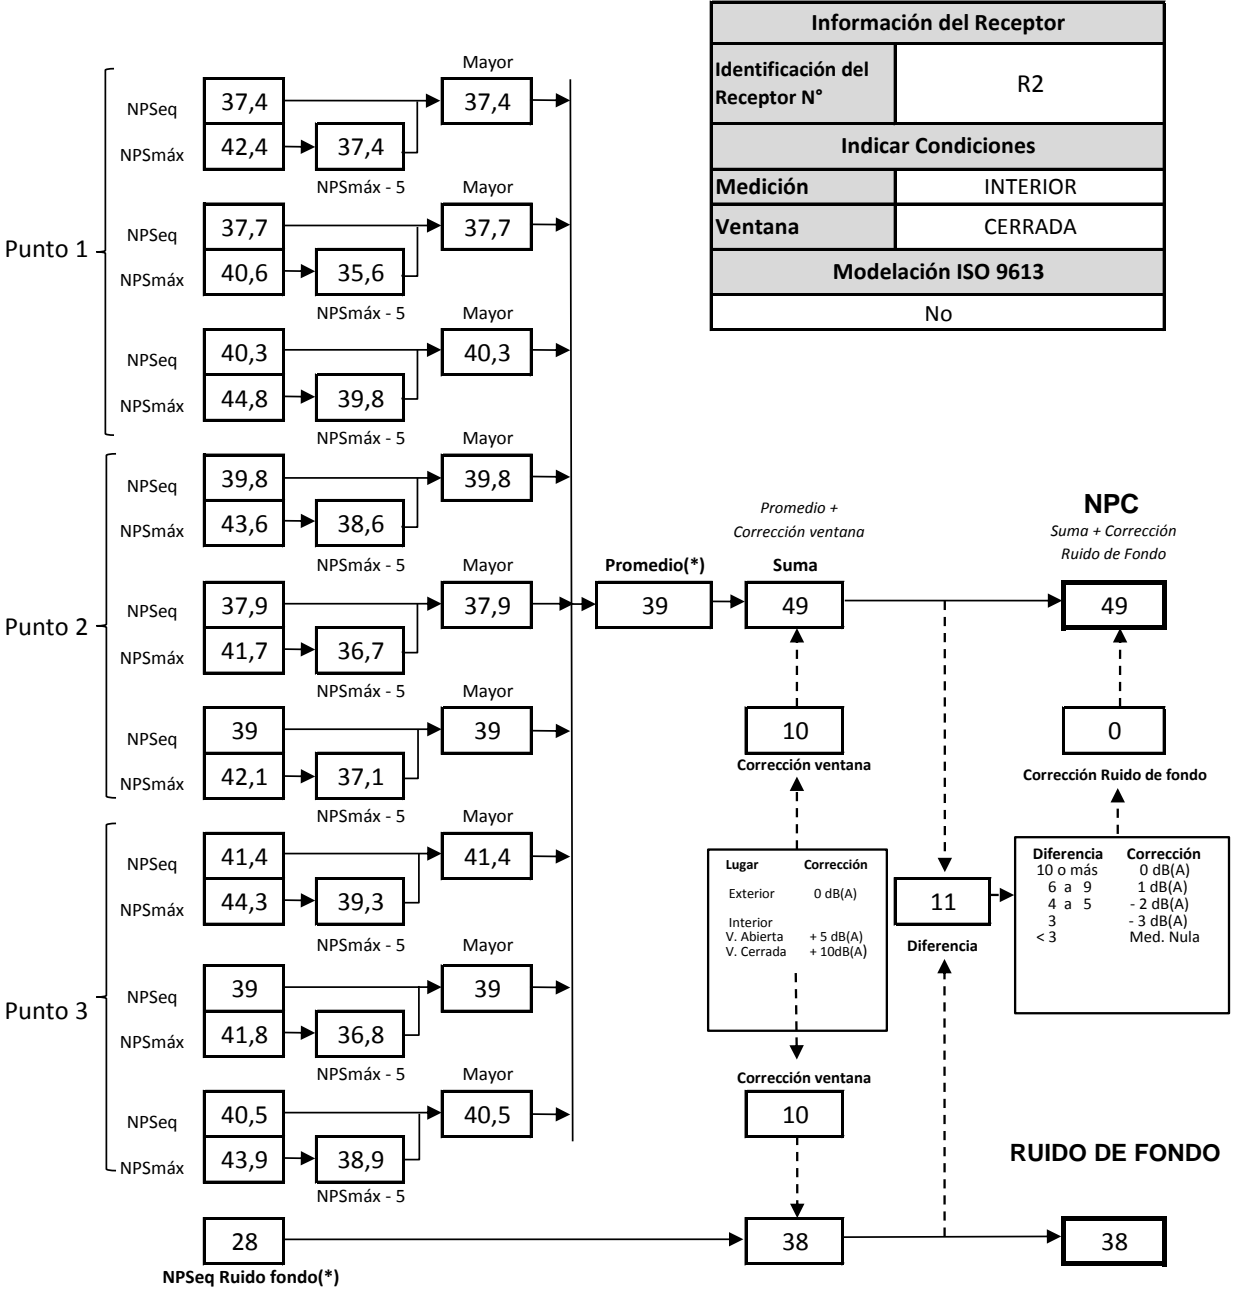 Información del Receptor
Identificación del Receptor N°
R2
Indicar Condiciones
Medición
INTERIOR
Ventana
CERRADA
Modelación ISO 9613
No
Punto 1
Mayor
NPSeq
37,4
37,4
NPSmáx
42,4
37,4
NPSmáx - 5
Mayor
NPSeq
37,7
37,7
NPSmáx
40,6
35,6
NPSmáx - 5
Mayor
NPSeq
40,3
40,3
NPSmáx
44,8
39,8
NPSmáx - 5
Punto 2
Mayor
NPSeq
39,8
39,8
NPSmáx
43,6
38,6
NPSmáx - 5
Mayor
NPSeq
37,9
37,9
NPSmáx
41,7
36,7
NPSmáx - 5
Mayor
NPSeq
39
39
NPSmáx
42,1
37,1
NPSmáx - 5
Punto 3
Mayor
NPSeq
41,4
41,4
NPSmáx
44,3
39,3
NPSmáx - 5
Mayor
NPSeq
39
39
NPSmáx
41,8
36,8
NPSmáx - 5
Mayor
NPSeq
40,5
40,5
NPSmáx
43,9
38,9
NPSmáx - 5
28
NPSeq Ruido fondo(*)
Promedio(*)
39
Promedio +
Corrección ventana
Suma
49
10
Corrección ventana
Lugar Corrección
Exterior 0 dB(A)
Interior
V. Abierta + 5 dB(A)
V. Cerrada + 10dB(A)
Corrección ventana
10
38
11
Diferencia
NPC
Suma + Corrección
Ruido de Fondo
49
0
Corrección Ruido de fondo
Diferencia Corrección
10 o más 0 dB(A)
6 a 9 1 dB(A)
4 a 5 - 2 dB(A)
3 - 3 dB(A)
< 3 Med. Nula
RUIDO DE FONDO
38